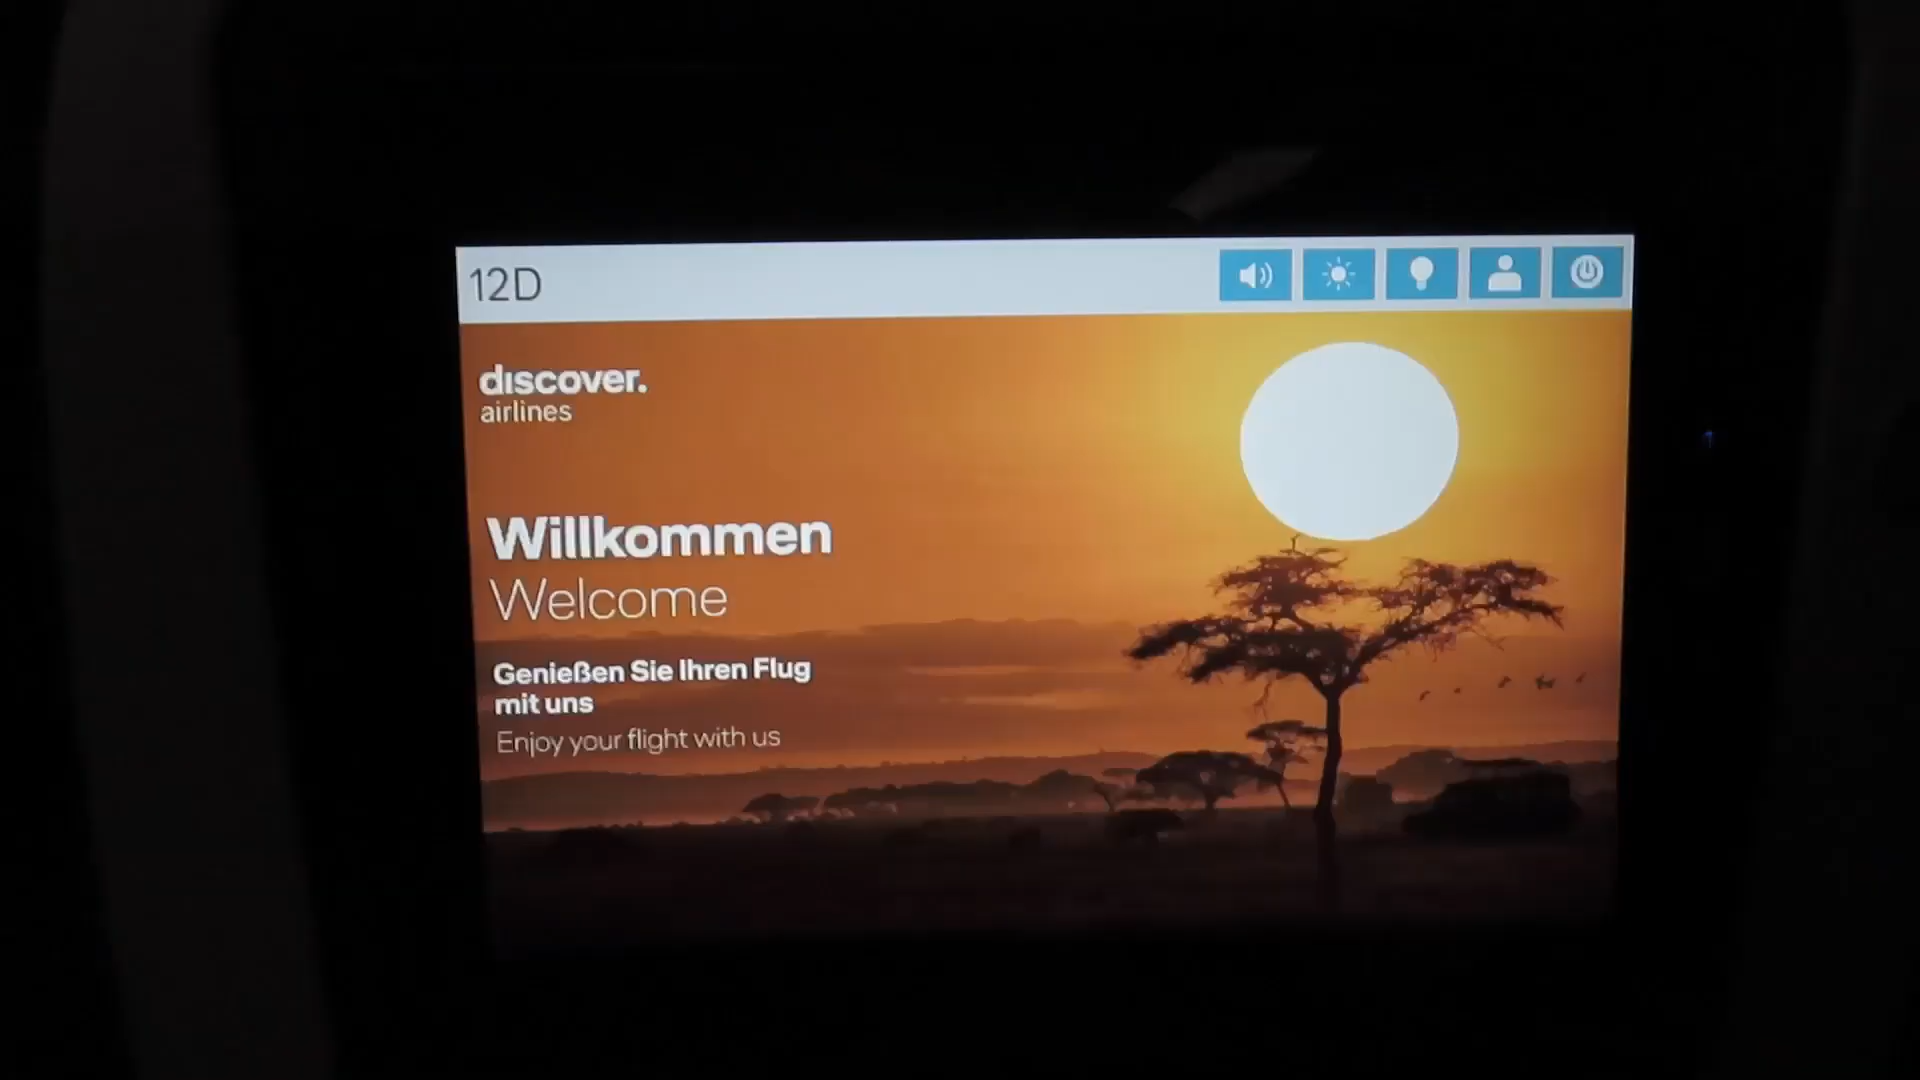 12D
discover.
airlines
Willkommen
Welcome
Genießen Sie Ihren Flug
mit uns
Enjoy your flight with us